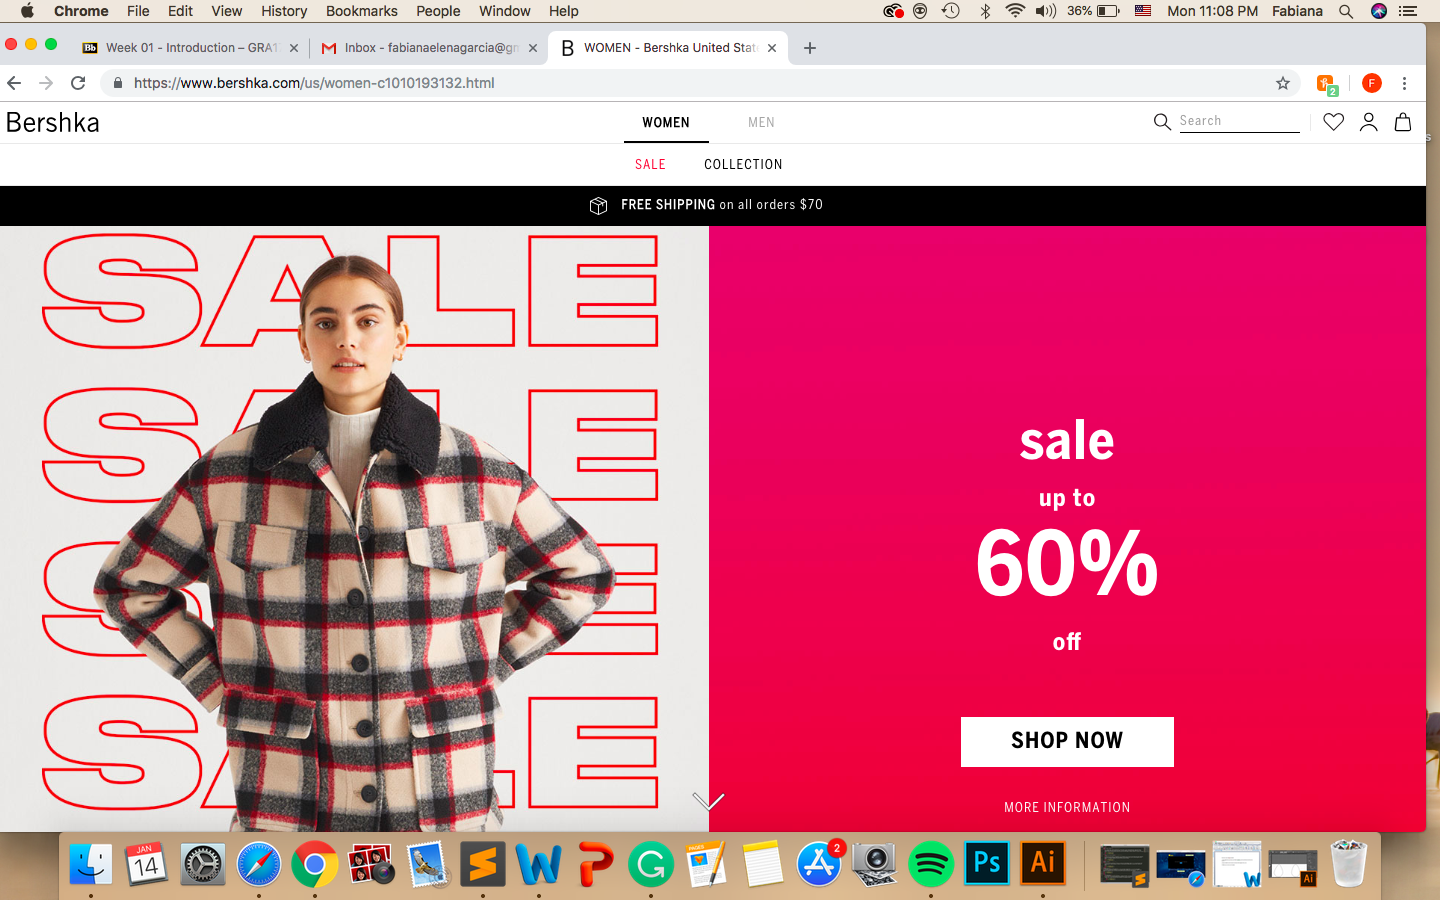 Chrome File Edit View History Bookmarks People Window Help 36% Mon 11:08 PM Fabiana
Bb Week 01 - Introduction – GRA1 Inbox - fabianaelenagarcia@gm B WOMEN - Bershka United Stat
https://www.bershka.com/us/women-c1010193132.html F 2
Bershka WOMEN MEN Search
SALE COLLECTION
FREE SHIPPING on all orders $70
SALE
SALE
SALE
SALE
sale
up to
60%
off
SHOP NOW
MORE INFORMATION
JAN
14
PAGES
2
Ps
Ai